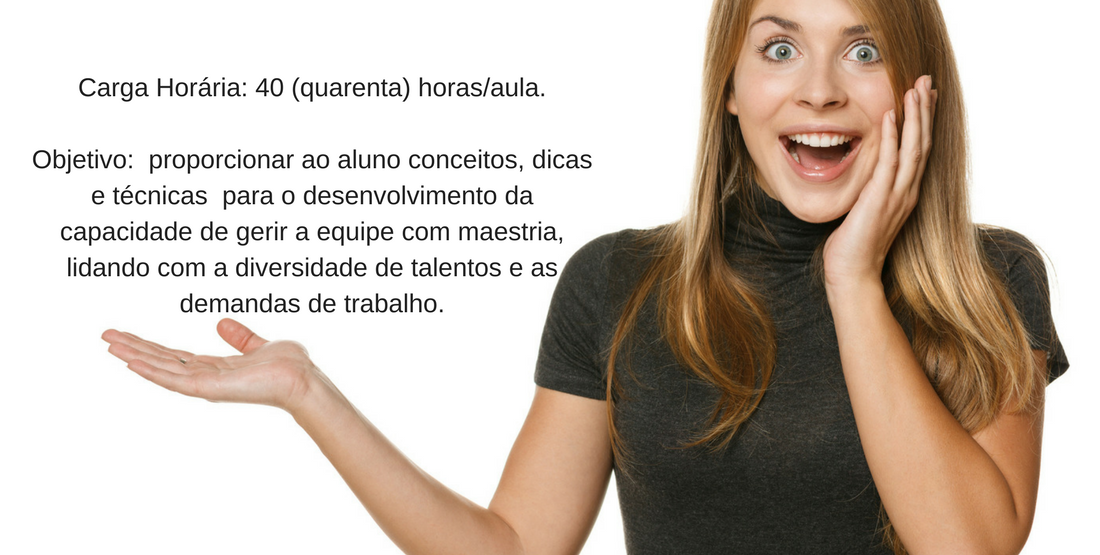 Carga Horária: 40 (quarenta) horas/aula.
Objetivo:  proporcionar ao aluno conceitos, dicas
e técnicas  para o desenvolvimento da
capacidade de gerir a equipe com maestria,
lidando com a diversidade de talentos e as
demandas de trabalho.